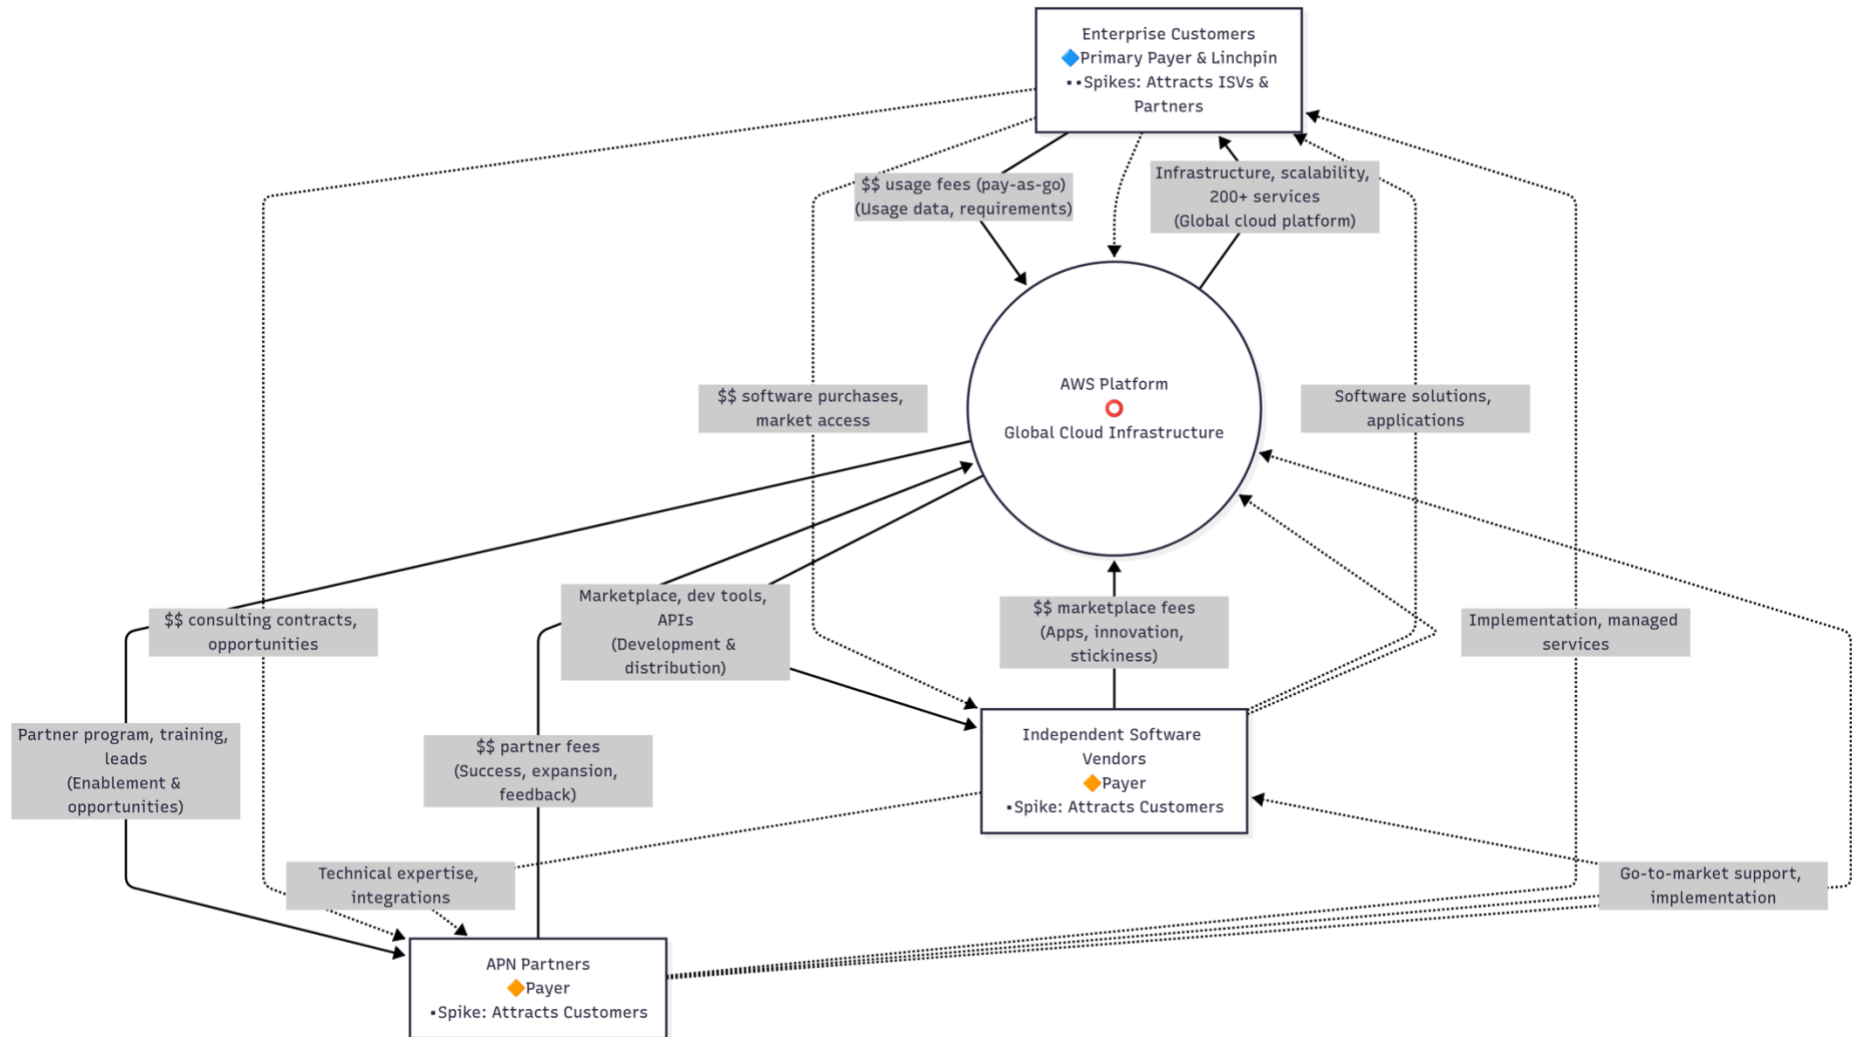 Enterprise Customers
🔷Primary Payer & Linchpin
▪▪Spikes: Attracts ISVs &
Partners
$$ usage fees (pay-as-go)
(Usage data, requirements)
Infrastructure, scalability,
200+ services
(Global cloud platform)
AWS Platform
⭕
Global Cloud Infrastructure
$$ software purchases,
market access
Software solutions,
applications
$$ consulting contracts,
opportunities
Marketplace, dev tools,
APIs
(Development &
distribution)
$$ marketplace fees
(Apps, innovation,
stickiness)
Implementation, managed
services
Partner program, training,
leads
(Enablement &
opportunities)
$$ partner fees
(Success, expansion,
feedback)
Independent Software
Vendors
🔶Payer
▪Spike: Attracts Customers
Technical expertise,
integrations
Go-to-market support,
implementation
APN Partners
🔶Payer
▪Spike: Attracts Customers